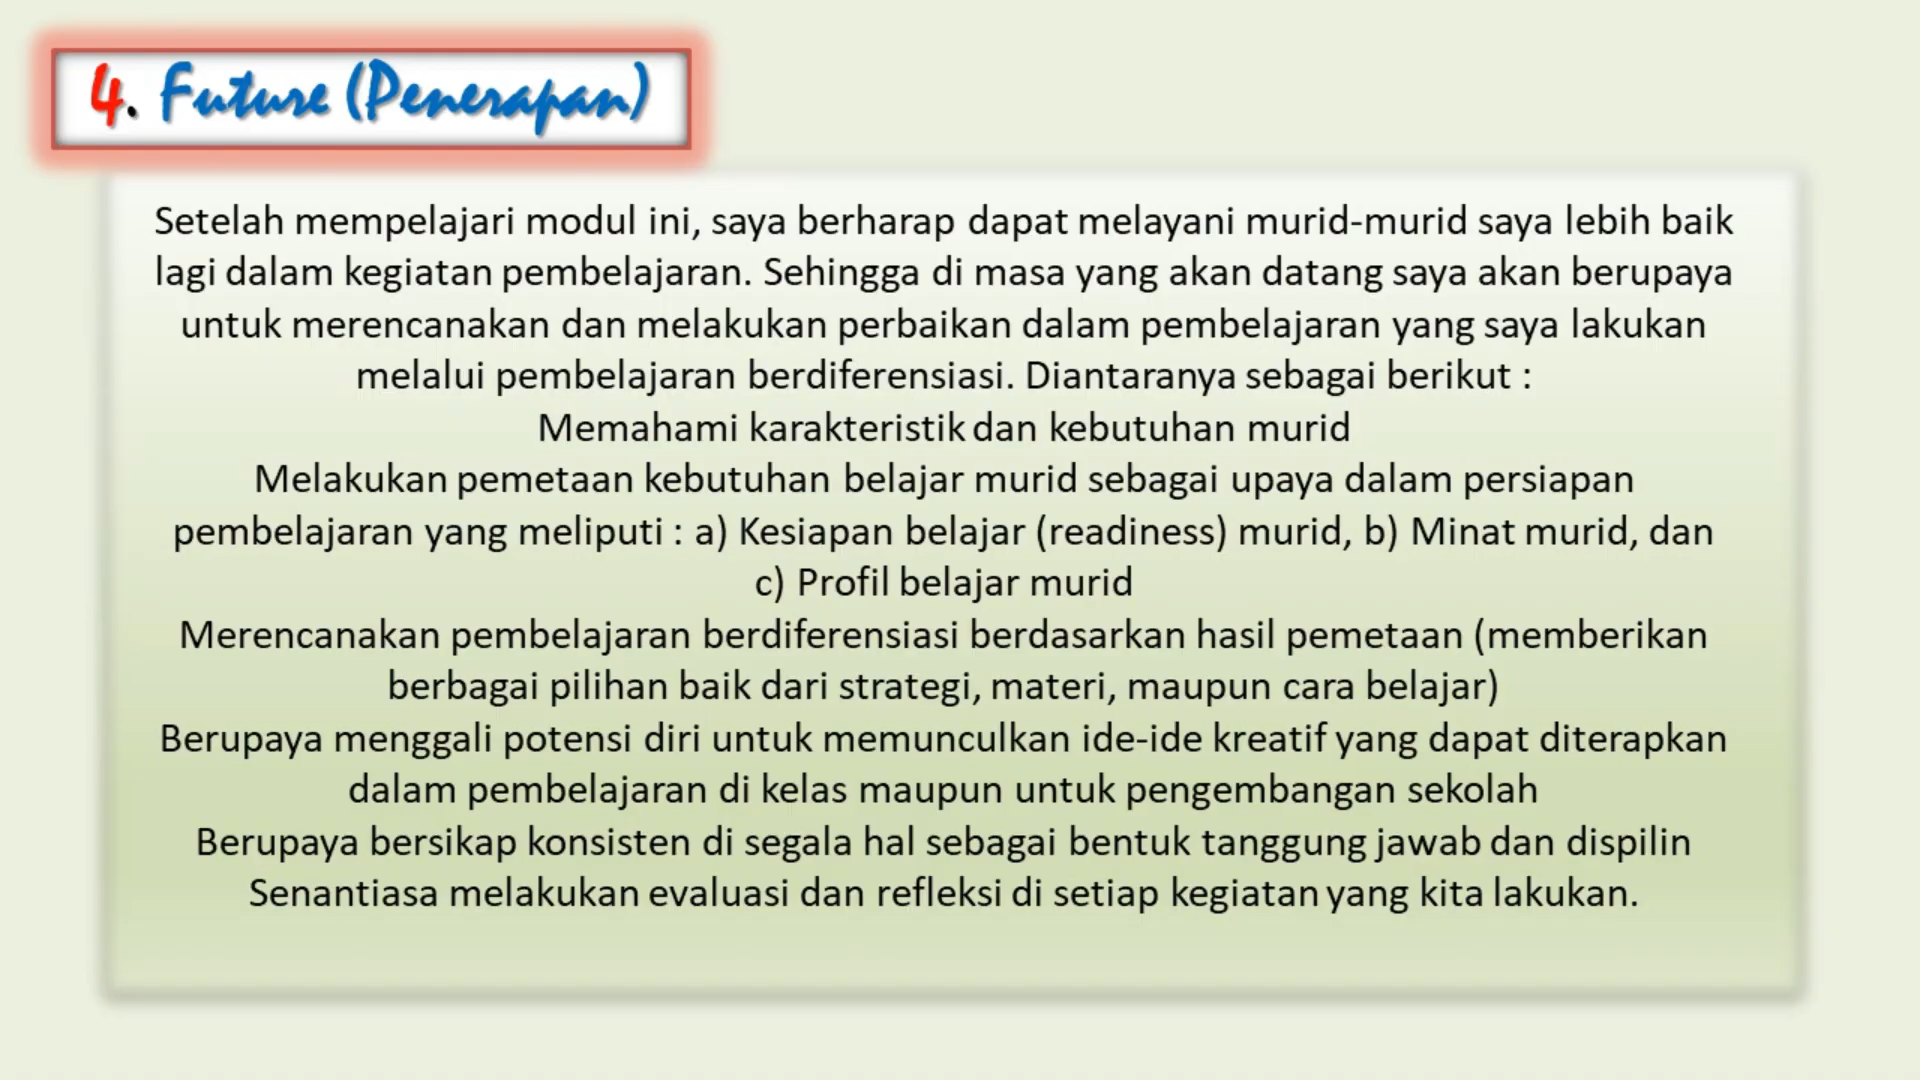 4. Future (Penerapan)
Setelah mempelajari modul ini, saya berharap dapat melayani murid-murid saya lebih baik
lagi dalam kegiatan pembelajaran. Sehingga di masa yang akan datang saya akan berupaya
untuk merencanakan dan melakukan perbaikan dalam pembelajaran yang saya lakukan
melalui pembelajaran berdiferensiasi. Diantaranya sebagai berikut :
Memahami karakteristik dan kebutuhan murid
Melakukan pemetaan kebutuhan belajar murid sebagai upaya dalam persiapan
pembelajaran yang meliputi : a) Kesiapan belajar (readiness) murid, b) Minat murid, dan
c) Profil belajar murid
Merencanakan pembelajaran berdiferensiasi berdasarkan hasil pemetaan (memberikan
berbagai pilihan baik dari strategi, materi, maupun cara belajar)
Berupaya menggali potensi diri untuk memunculkan ide-ide kreatif yang dapat diterapkan
dalam pembelajaran di kelas maupun untuk pengembangan sekolah
Berupaya bersikap konsisten di segala hal sebagai bentuk tanggung jawab dan dispilin
Senantiasa melakukan evaluasi dan refleksi di setiap kegiatan yang kita lakukan.